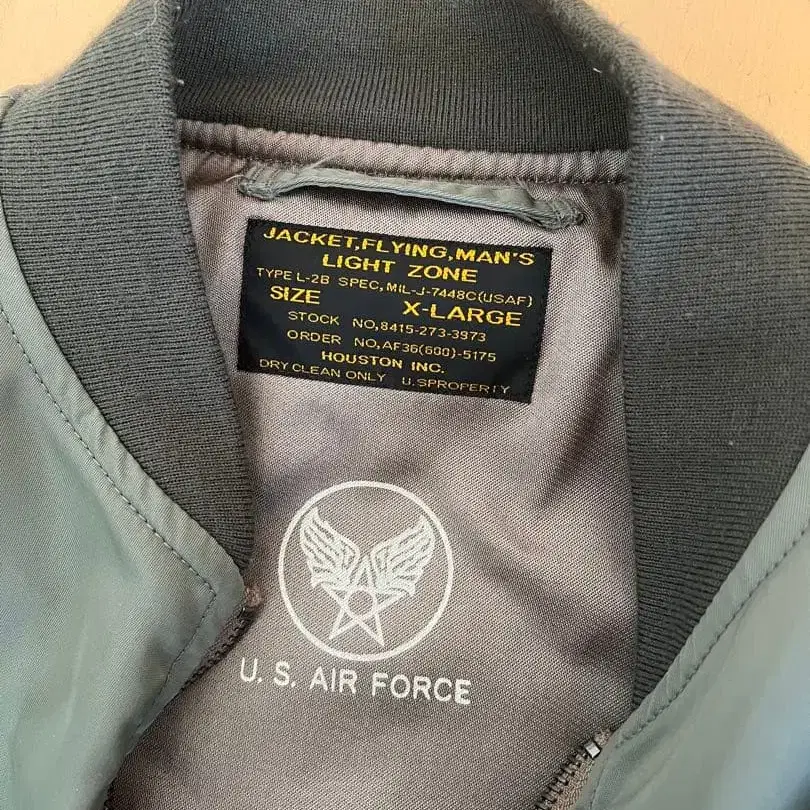 JACKET,FLYING,MAN'S
LIGHT ZONE
TYPE L-2B SPEC,MIL-J-7448C(USAF)
SIZE X-LARGE
STOCK NO,8415-273-3973
ORDER NO,AF36(600)-5175
HOUSTON INC.
DRY CLEAN ONLY U.SPROPERTY
U.S. AIR FORCE